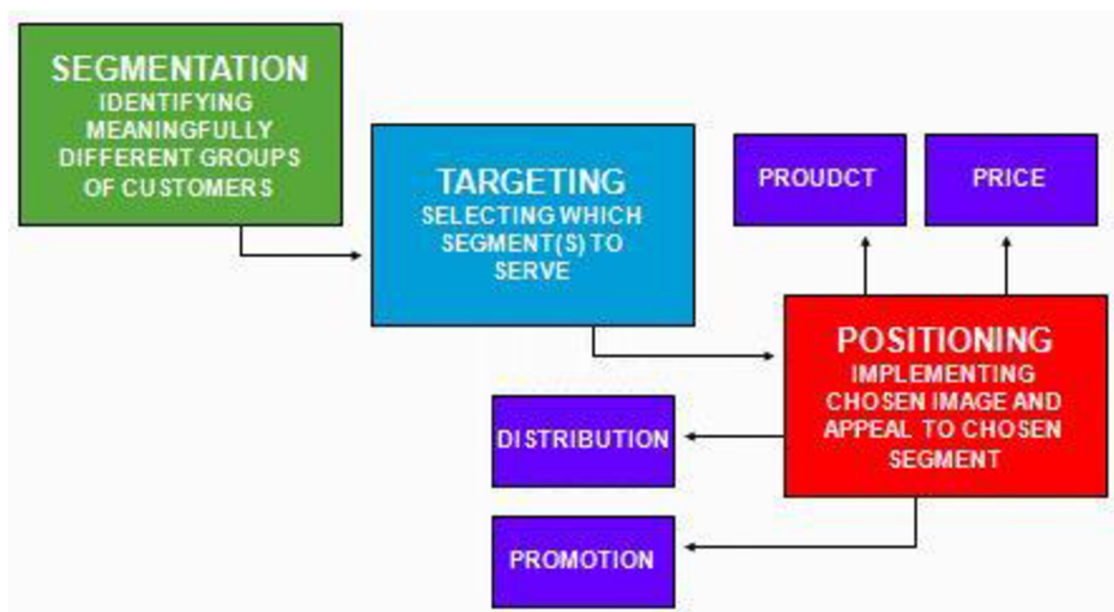 SEGMENTATION
IDENTIFYING
MEANINGFULLY
DIFFERENT GROUPS
OF CUSTOMERS
TARGETING
SELECTING WHICH
SEGMENT(S) TO
SERVE
PROUDCT
PRICE
POSITIONING
IMPLEMENTING
CHOSEN IMAGE AND
APPEAL TO CHOSEN
SEGMENT
DISTRIBUTION
PROMOTION